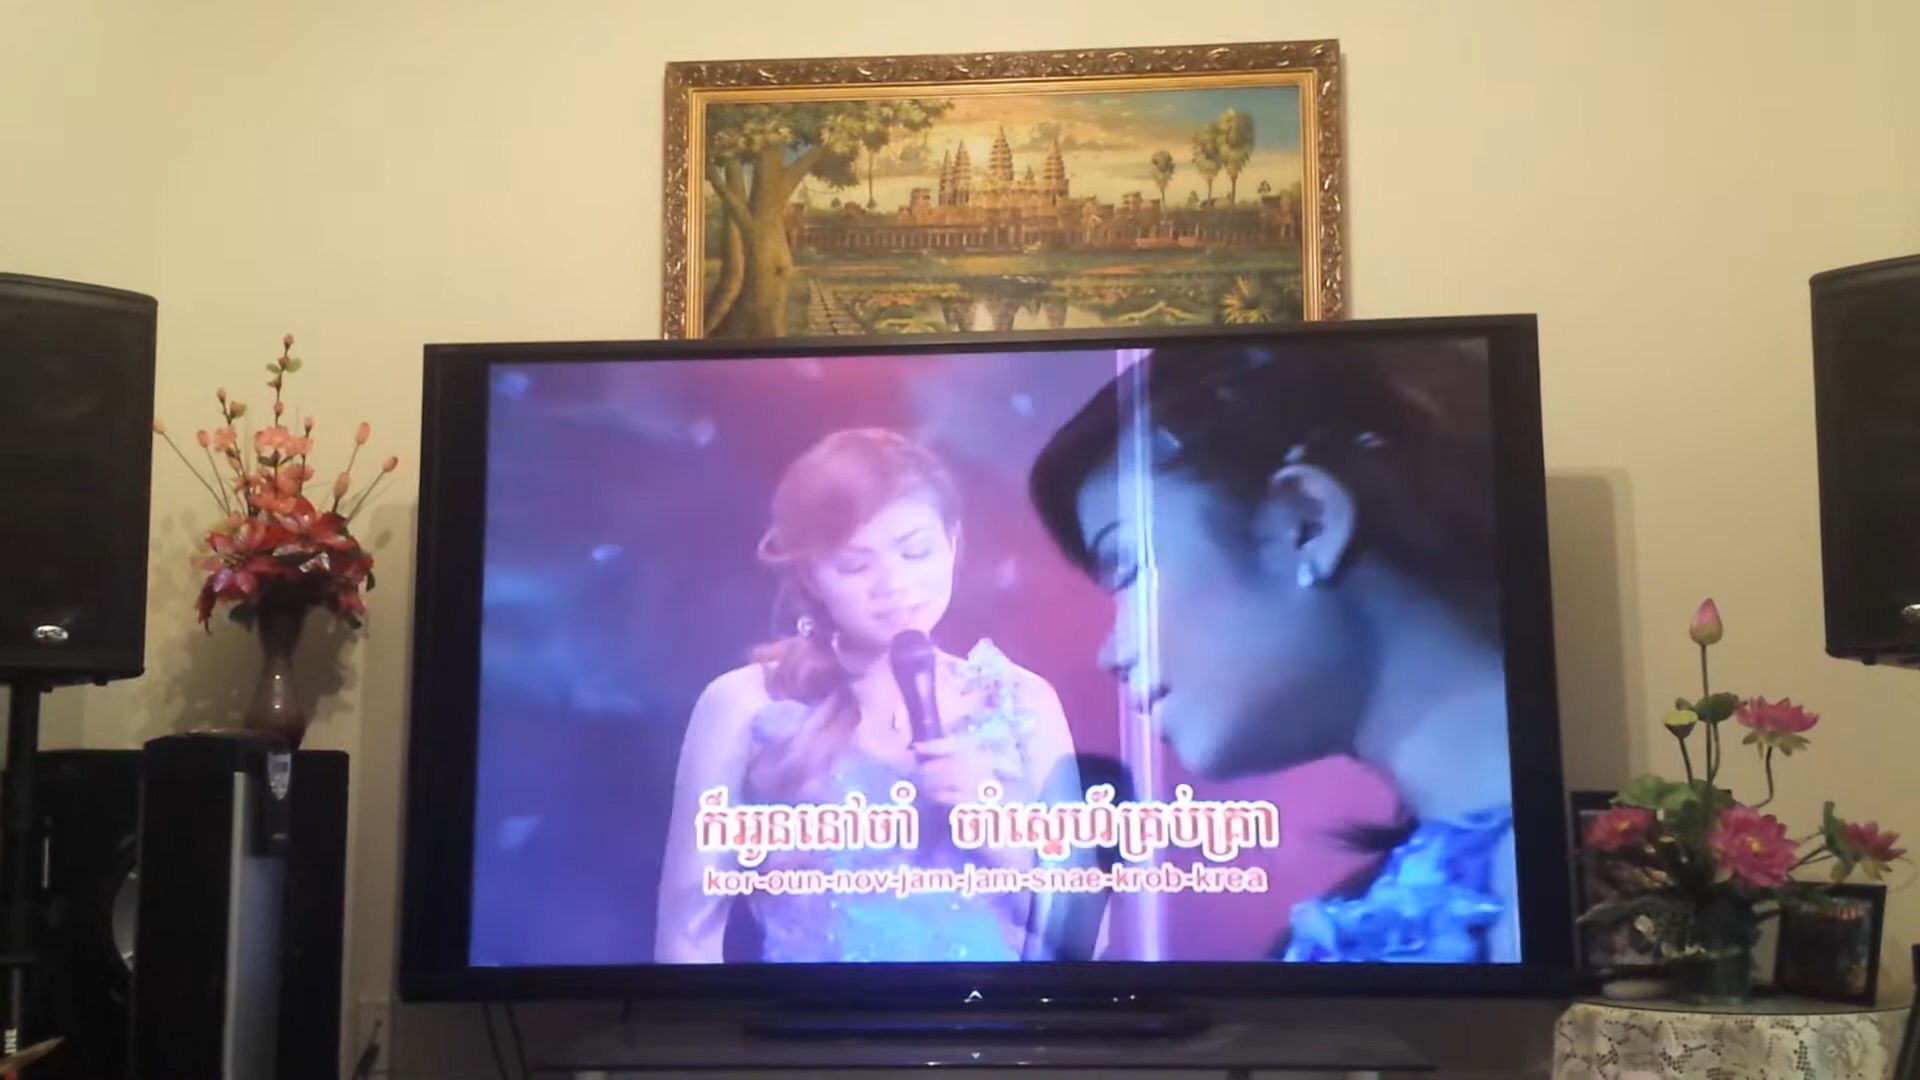 ក៏អូននៅចាំ ចាំស្នេហ៍គ្រប់គ្រា
kor-oun-nov-jam-jam-snae-krob-krea